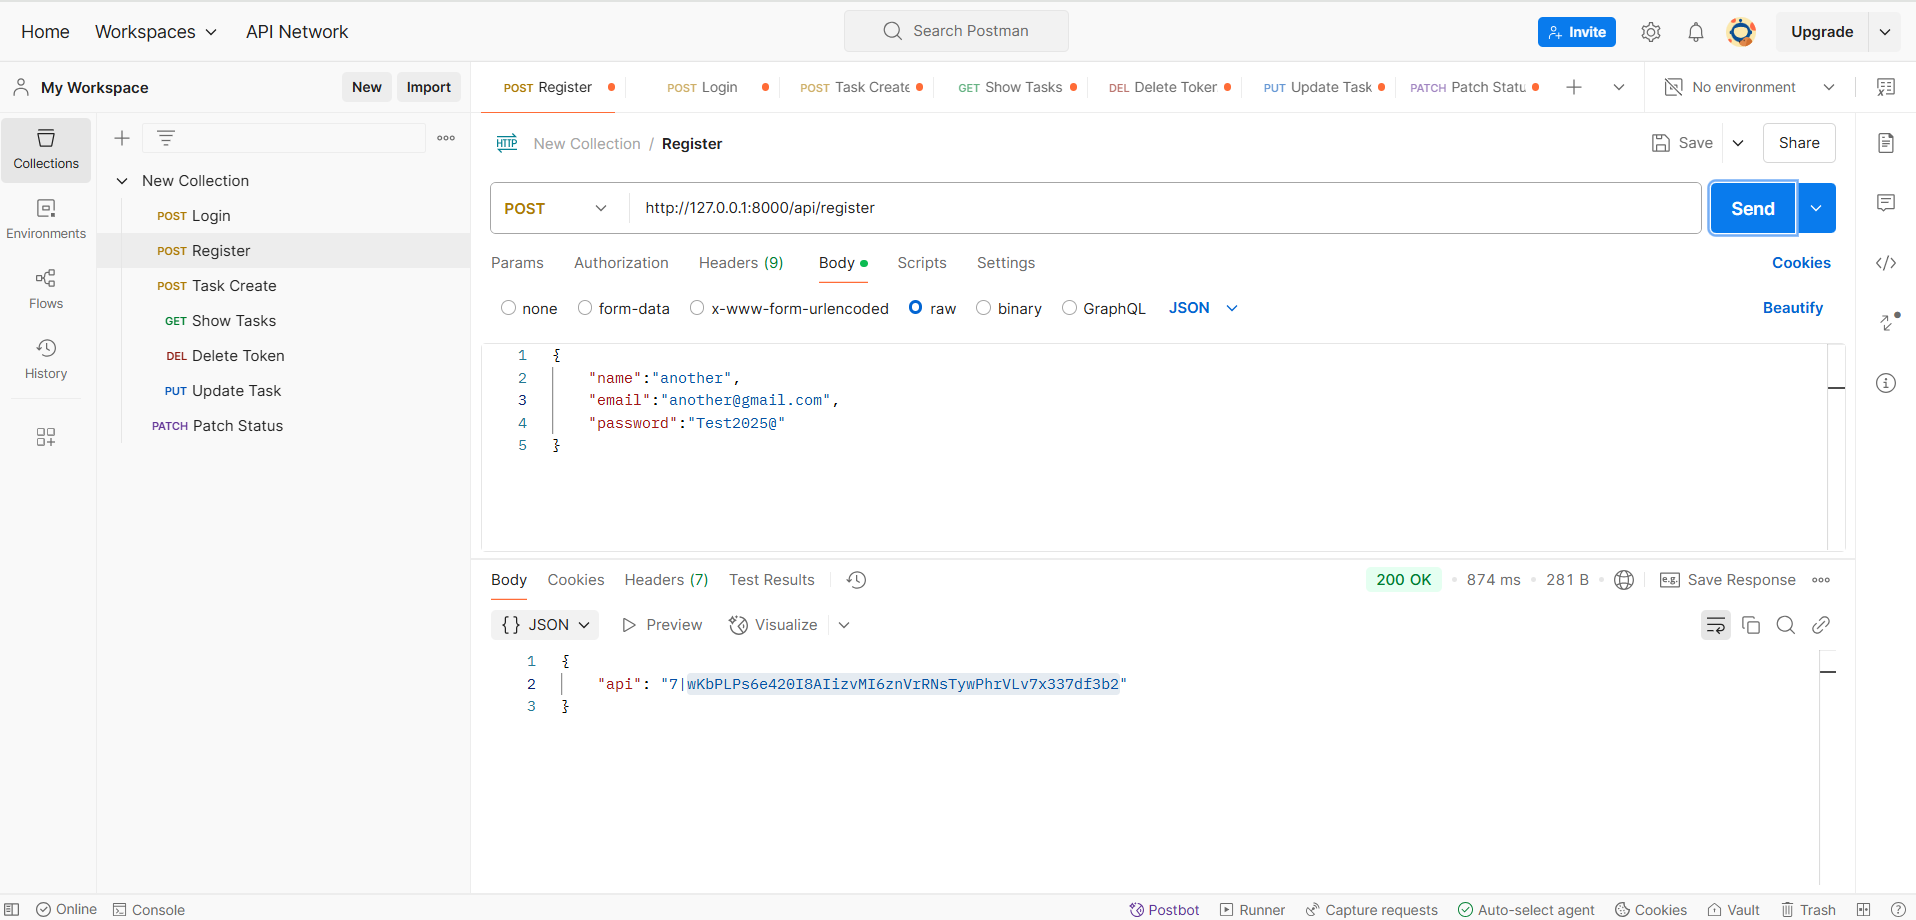 Home Workspaces API Network Search Postman Invite Upgrade
My Workspace New Import
POST Register POST Login POST Task Create GET Show Tasks DEL Delete Token PUT Update Task PATCH Patch Statu No environment
Collections
Environments
Flows
History
New Collection
POST Login
POST Register
POST Task Create
GET Show Tasks
DEL Delete Token
PUT Update Task
PATCH Patch Status
HTTP New Collection / Register Save Share
POST http://127.0.0.1:8000/api/register Send
Params Authorization Headers (9) Body Scripts Settings Cookies
none form-data x-www-form-urlencoded raw binary GraphQL JSON Beautify
1 {
2 "name":"another",
3 "email":"another@gmail.com",
4 "password":"Test2025@"
5 }
Body Cookies Headers (7) Test Results 200 OK 874 ms 281 B e.g. Save Response
{} JSON Preview Visualize
1 {
2 "api": "7|wKbPLPs6e420I8AIizvMI6znVrRNsTywPhrVLv7x337df3b2"
3 }
Online Console Postbot Runner Capture requests Auto-select agent Cookies Vault Trash